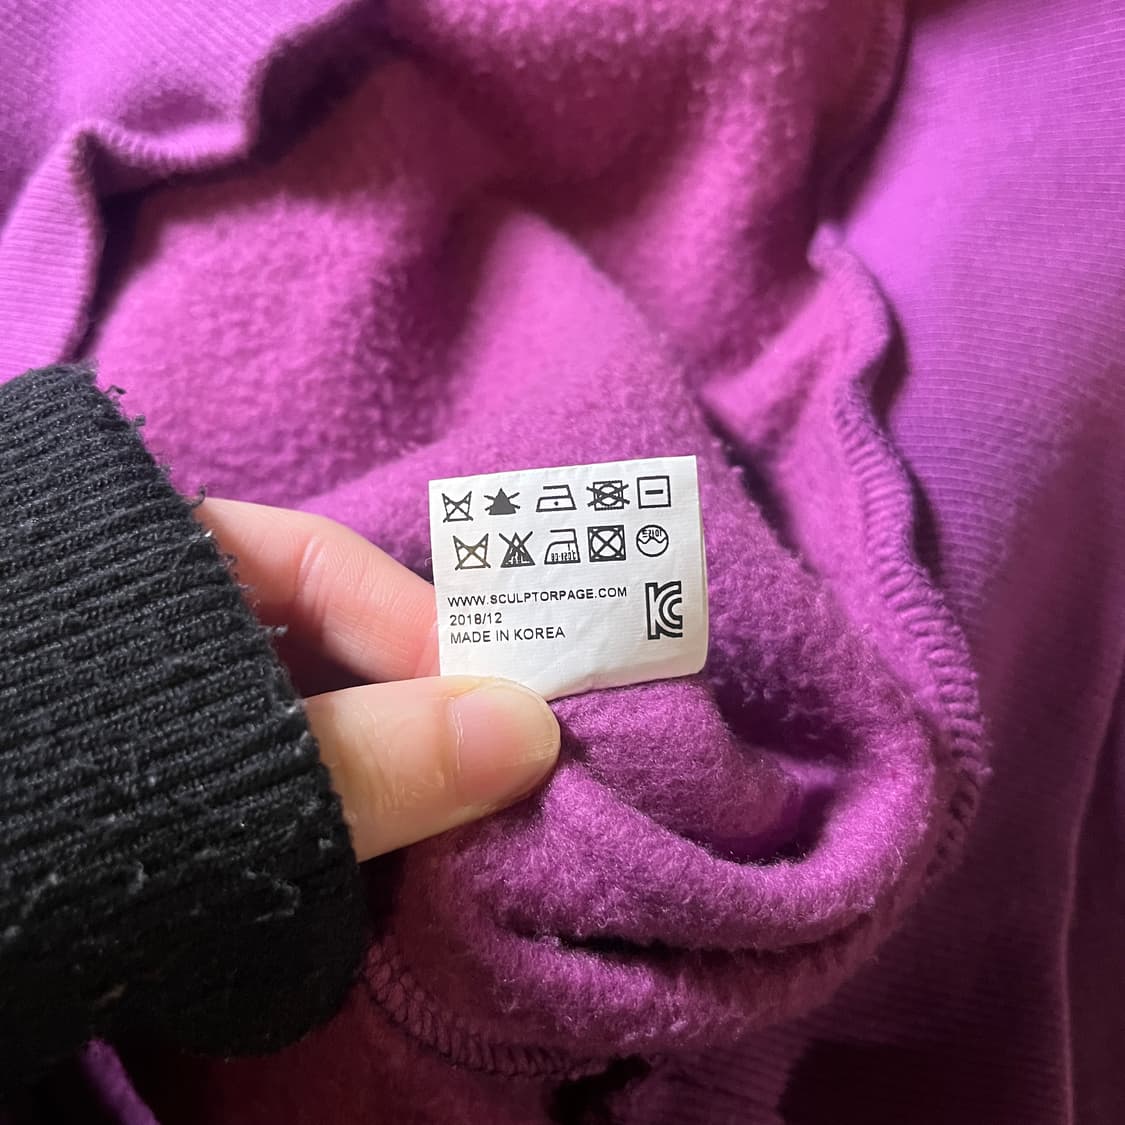 WWW.SCULPTORPAGE.COM
2018/12
MADE IN KOREA